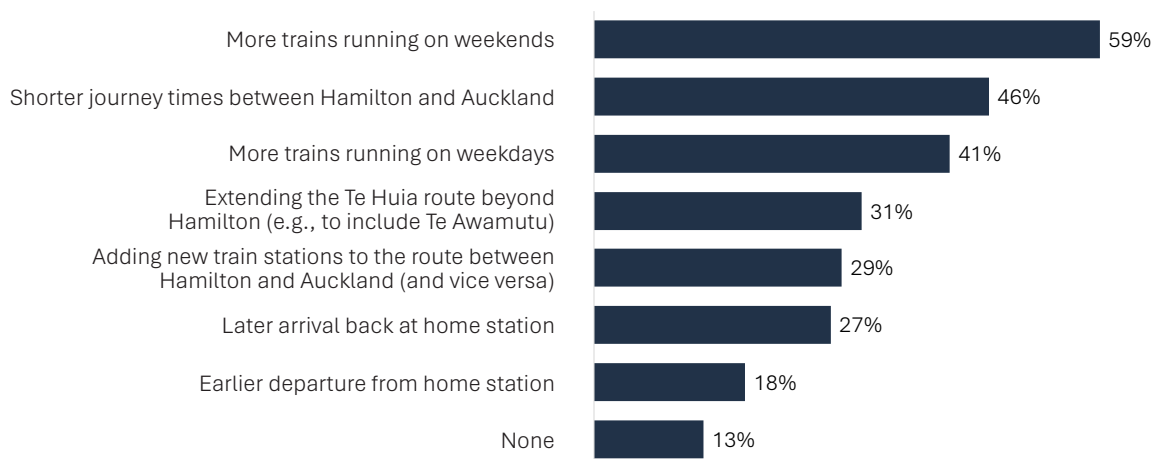 More trains running on weekends 59%
Shorter journey times between Hamilton and Auckland 46%
More trains running on weekdays 41%
Extending the Te Huia route beyond
Hamilton (e.g., to include Te Awamutu) 31%
Adding new train stations to the route between
Hamilton and Auckland (and vice versa) 29%
Later arrival back at home station 27%
Earlier departure from home station 18%
None 13%